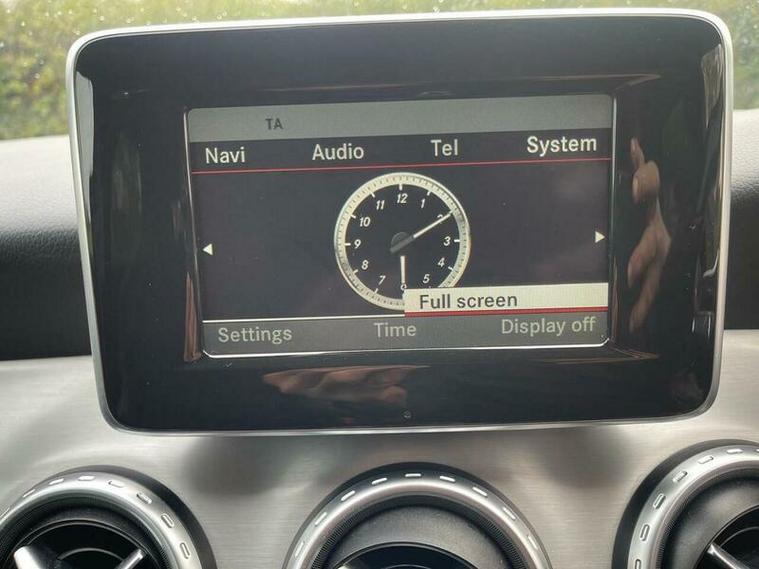 TA
Navi Audio Tel System
12
11 1
10 2
9 3
8 4
7 5
Full screen
Settings Time Display off